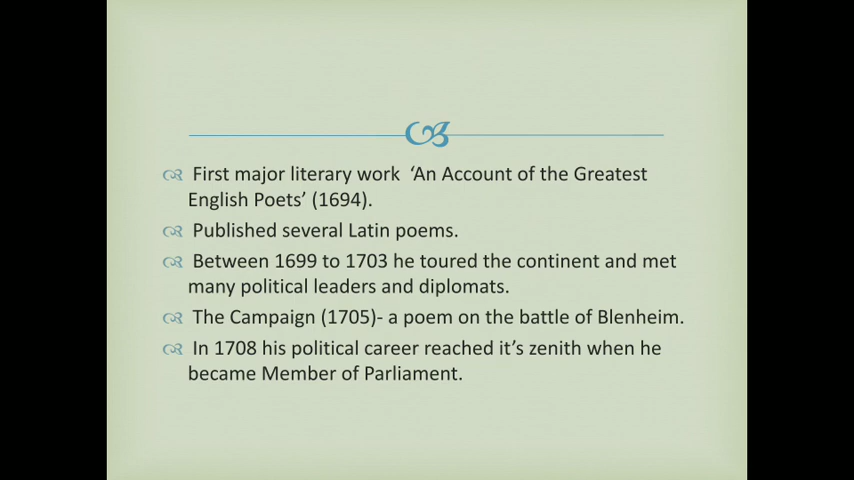 First major literary work ‘An Account of the Greatest
English Poets’ (1694).
Published several Latin poems.
Between 1699 to 1703 he toured the continent and met
many political leaders and diplomats.
The Campaign (1705)- a poem on the battle of Blenheim.
In 1708 his political career reached it’s zenith when he
became Member of Parliament.